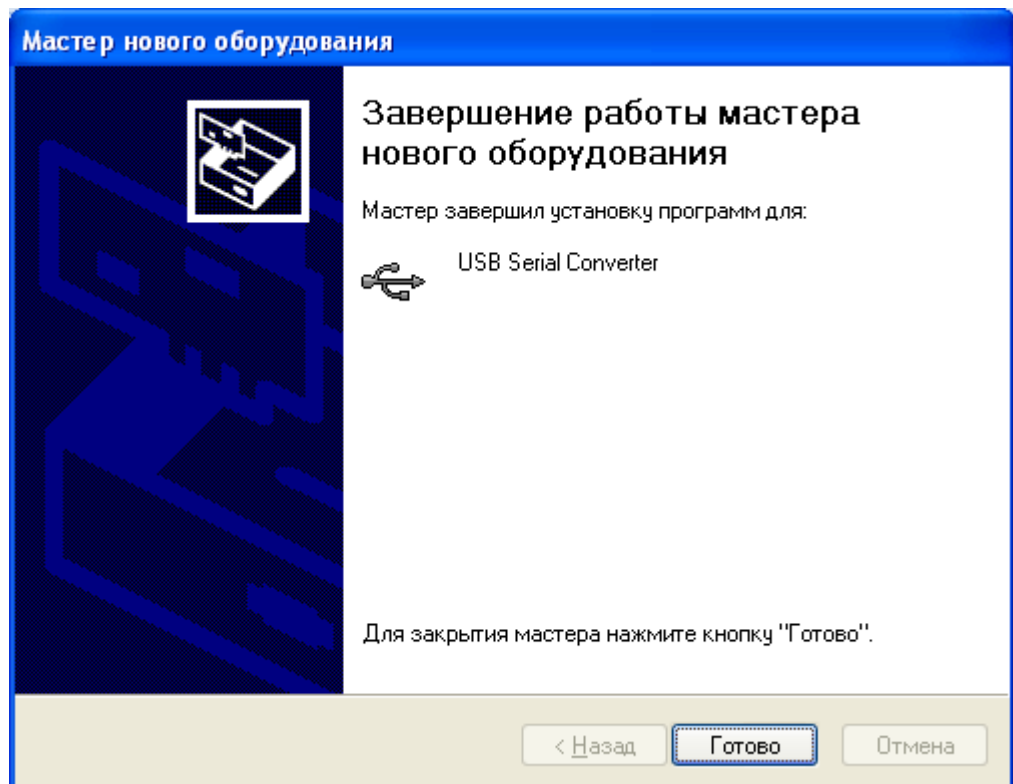 Мастер нового оборудования
Завершение работы мастера
нового оборудования
Мастер завершил установку программ для:
USB Serial Converter
Для закрытия мастера нажмите кнопку "Готово".
< Назад
Готово
Отмена